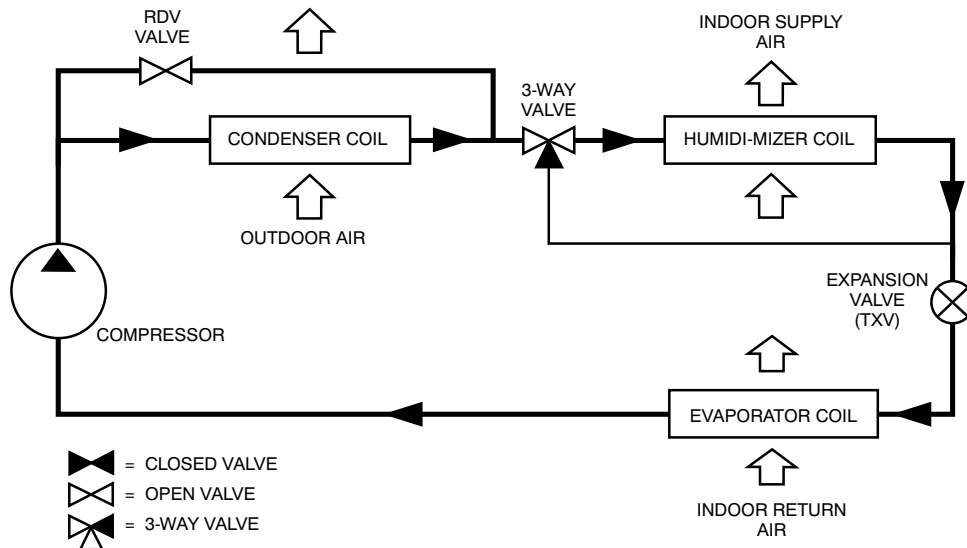 RDV
VALVE
INDOOR SUPPLY
AIR
3-WAY
VALVE
CONDENSER COIL
HUMIDI-MIZER COIL
OUTDOOR AIR
EXPANSION
VALVE
(TXV)
COMPRESSOR
EVAPORATOR COIL
= CLOSED VALVE
= OPEN VALVE
= 3-WAY VALVE
INDOOR RETURN
AIR